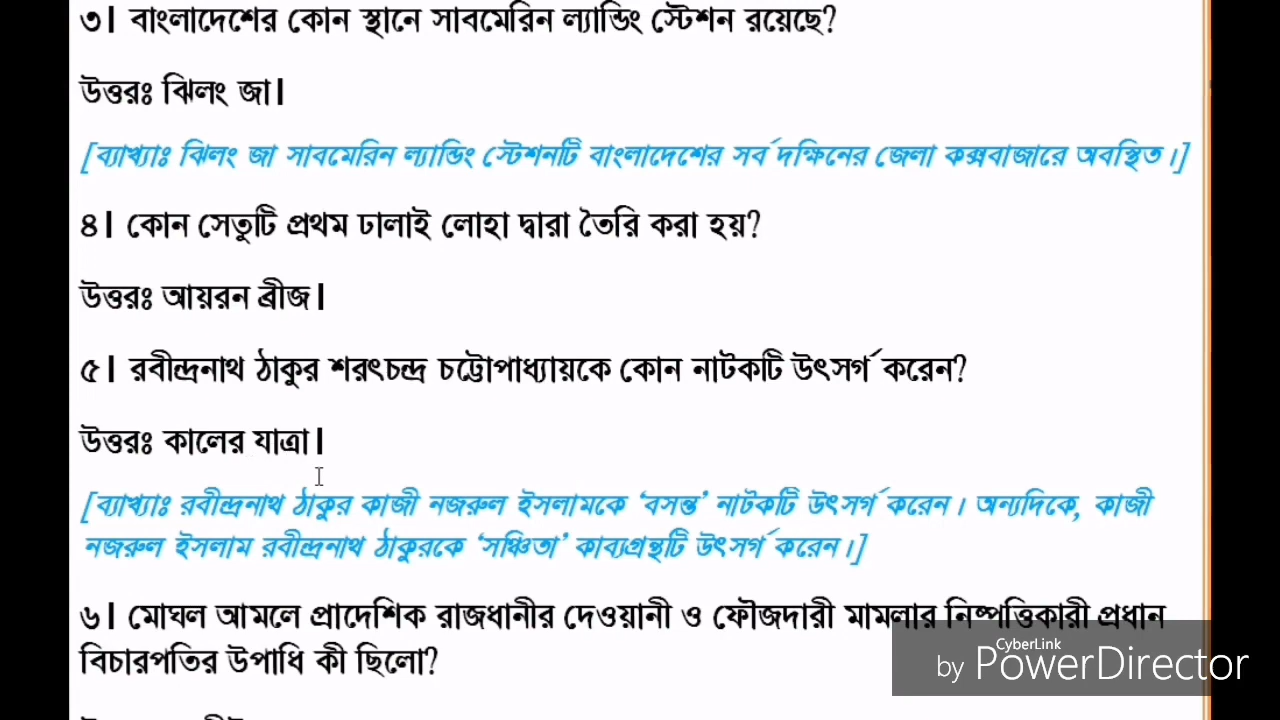 ৩। বাংলাদেশের কোন স্থানে সাবমেরিন ল্যান্ডিং স্টেশন রয়েছে?
উত্তরঃ ঝিলং জা।
[ব্যাখ্যাঃ ঝিলং জা সাবমেরিন ল্যান্ডিং স্টেশনটি বাংলাদেশের সর্ব দক্ষিনের জেলা কক্সবাজারে অবস্থিত।]
৪। কোন সেতুটি প্রথম ঢালাই লোহা দ্বারা তৈরি করা হয়?
উত্তরঃ আয়রন ব্রীজ।
৫। রবীন্দ্রনাথ ঠাকুর শরৎচন্দ্র চট্টোপাধ্যায়কে কোন নাটকটি উৎসর্গ করেন?
উত্তরঃ কালের যাত্রা।
[ব্যাখ্যাঃ রবীন্দ্রনাথ ঠাকুর কাজী নজরুল ইসলামকে ‘বসন্ত’ নাটকটি উৎসর্গ করেন। অন্যদিকে, কাজী
নজরুল ইসলাম রবীন্দ্রনাথ ঠাকুরকে ‘সঞ্চিতা’ কাব্যগ্রন্থটি উৎসর্গ করেন।]
৬। মোঘল আমলে প্রাদেশিক রাজধানীর দেওয়ানী ও ফৌজদারী মামলার নিষ্পত্তিকারী প্রধান
বিচারপতির উপাধি কী ছিলো?
CyberLink
by PowerDirector